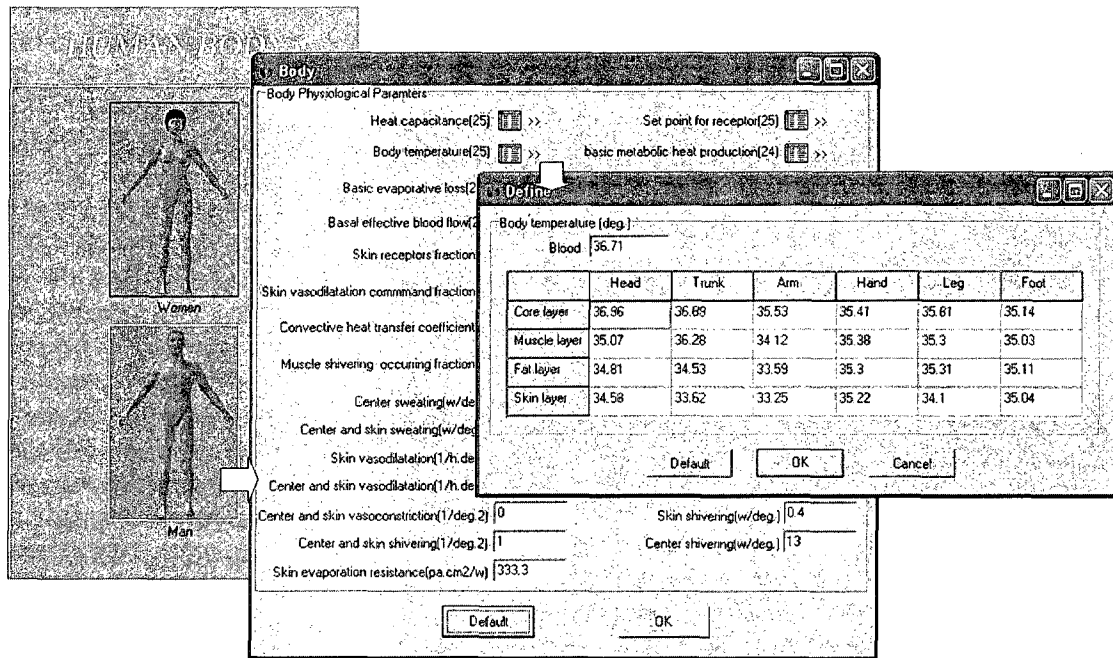 HUMAN BODY
Women
Man
Body
Body Physiological Paramters
Heat capacitance(25) >> Set point for receptor(25) >>
Body temperature(25) >> basic metabolic heat production(24) >>
Basic evaporative loss(2
Basal effective blood flow(2
Skin receptors fraction
Skin vasodilatation commmand fraction
Convective heat transfer coefficient
Muscle shivering occuring fraction
Center sweating(w/de
Center and skin sweating(w/deg
Skin vasodilatation(1/h.de
Center and skin vasodilatation(1/h.de
Center and skin vasoconstriction(1/deg.2) 0 Skin shivering(w/deg.) 0.4
Center and skin shivering(1/deg.2) 1 Center shivering(w/deg.) 13
Skin evaporation resistance(pa.cm2/w) 333.3
Default OK
Define
Body temperature (deg.)
Blood 36.71
Head Trunk Arm Hand Leg Foot
Core layer 36.96 36.89 35.53 35.41 35.81 35.14
Muscle layer 35.07 36.28 34.12 35.38 35.3 35.03
Fat layer 34.81 34.53 33.59 35.3 35.31 35.11
Skin layer 34.58 33.62 33.25 35.22 34.1 35.04
Default OK Cancel